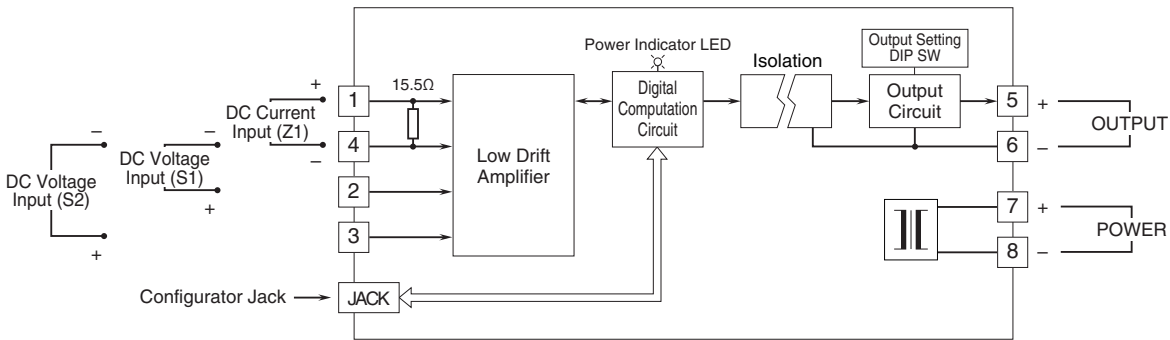 Power Indicator LED
Output Setting
DIP SW
Isolation
+
1
15.5Ω
Digital
Computation
Circuit
Output
Circuit
5
+
DC Current
Input (Z1)
OUTPUT
–
–
–
4
6
–
DC Voltage
Input (S1)
Low Drift
Amplifier
DC Voltage
Input (S2)
2
+
7
+
3
POWER
+
8
–
Configurator Jack
JACK